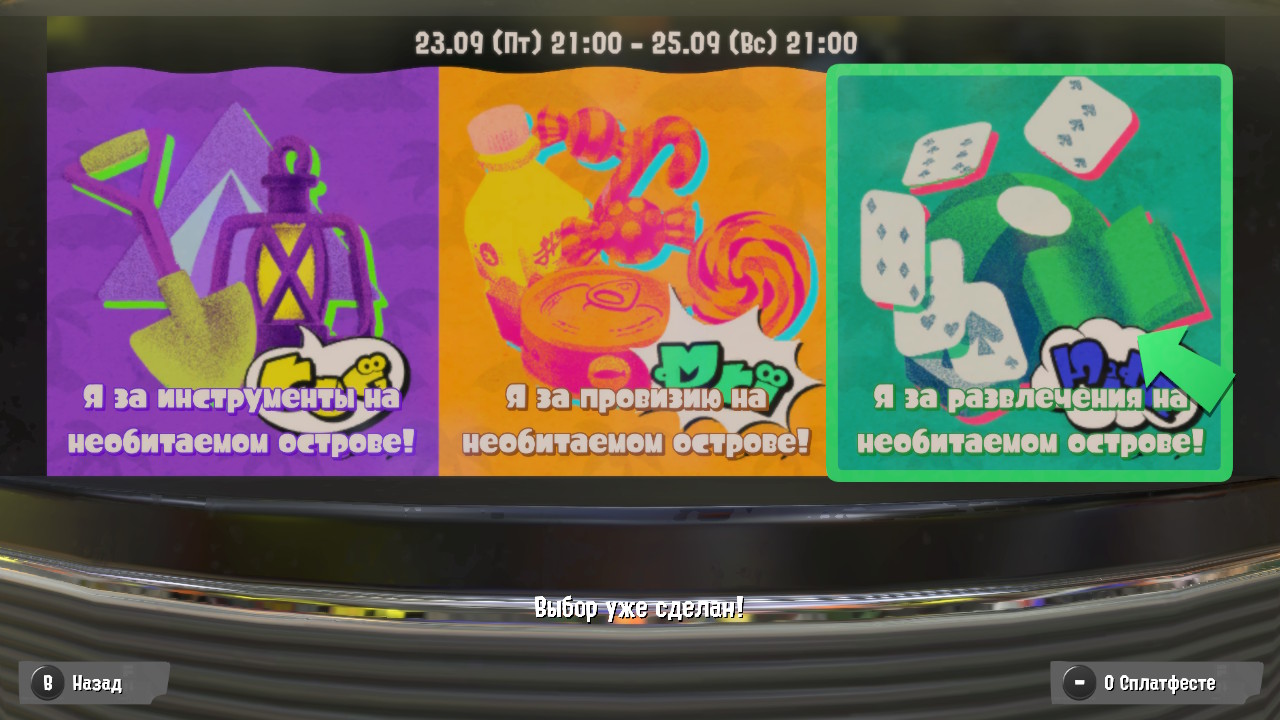 23.09 (Пт) 21:00 – 25.09 (Вс) 21:00
Я за инструменты на
необитаемом острове!
Я за провизию на
необитаемом острове!
Я за развлечения на
необитаемом острове!
Выбор уже сделан!
B Назад
- О Сплатфесте